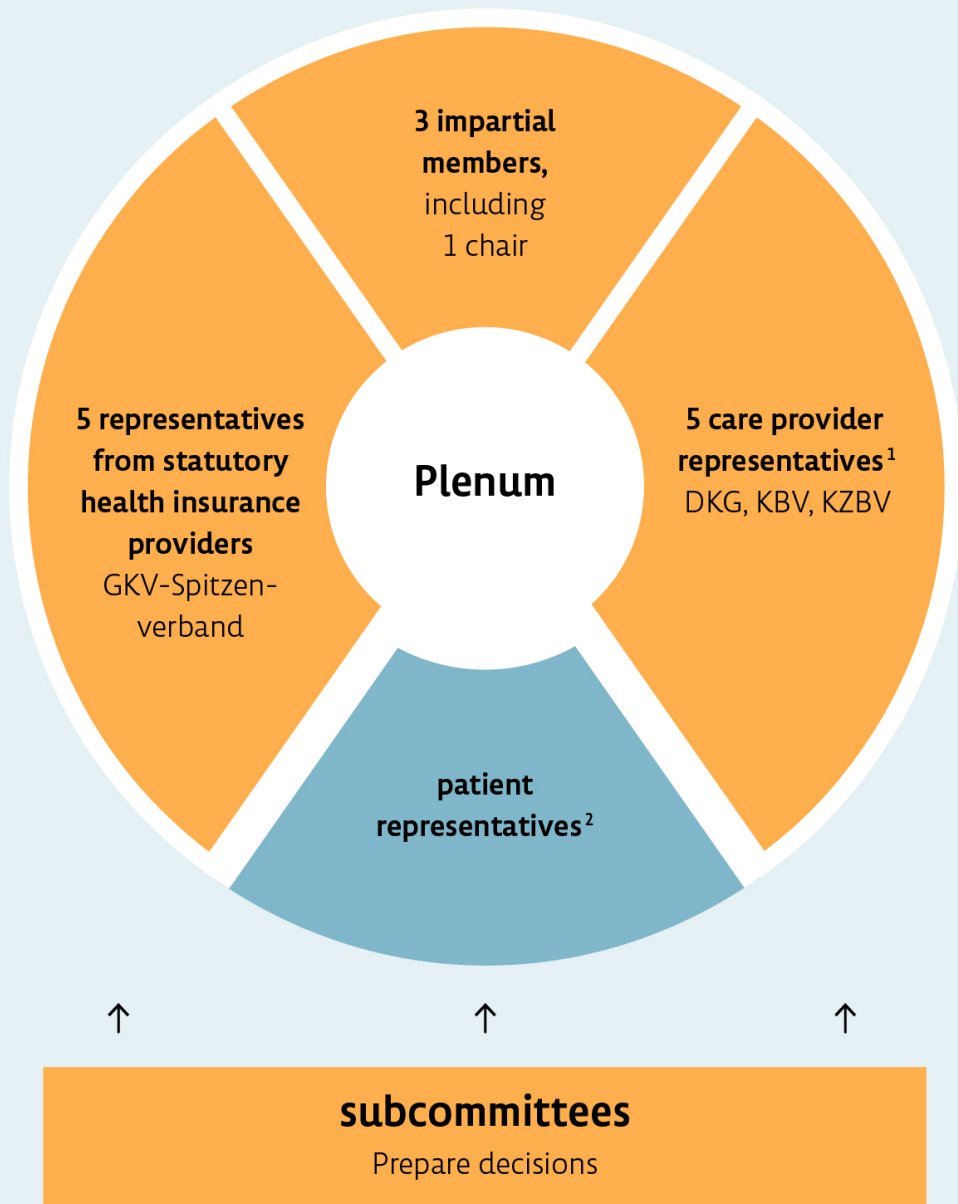 3 impartial
members,
including
1 chair
5 representatives
from statutory
health insurance
providers
GKV-Spitzen-
verband
Plenum
5 care provider
representatives¹
DKG, KBV, KZBV
patient
representatives²
↑ ↑ ↑
subcommittees
Prepare decisions